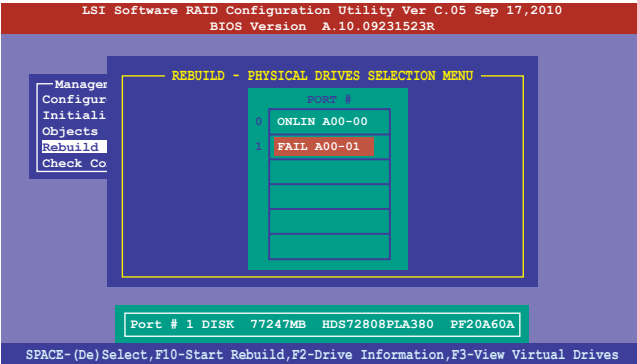 LSI Software RAID Configuration Utility Ver C.05 Sep 17,2010
BIOS Version A.10.09231523R
Managem
REBUILD - PHYSICAL DRIVES SELECTION MENU
Configur
PORT #
Initiali
0 ONLIN A00-00
Objects
Rebuild
1 FAIL A00-01
Check Co
Port # 1 DISK 77247MB HDS72808PLA380 PF20A60A
SPACE-(De)Select,F10-Start Rebuild,F2-Drive Information,F3-View Virtual Drives